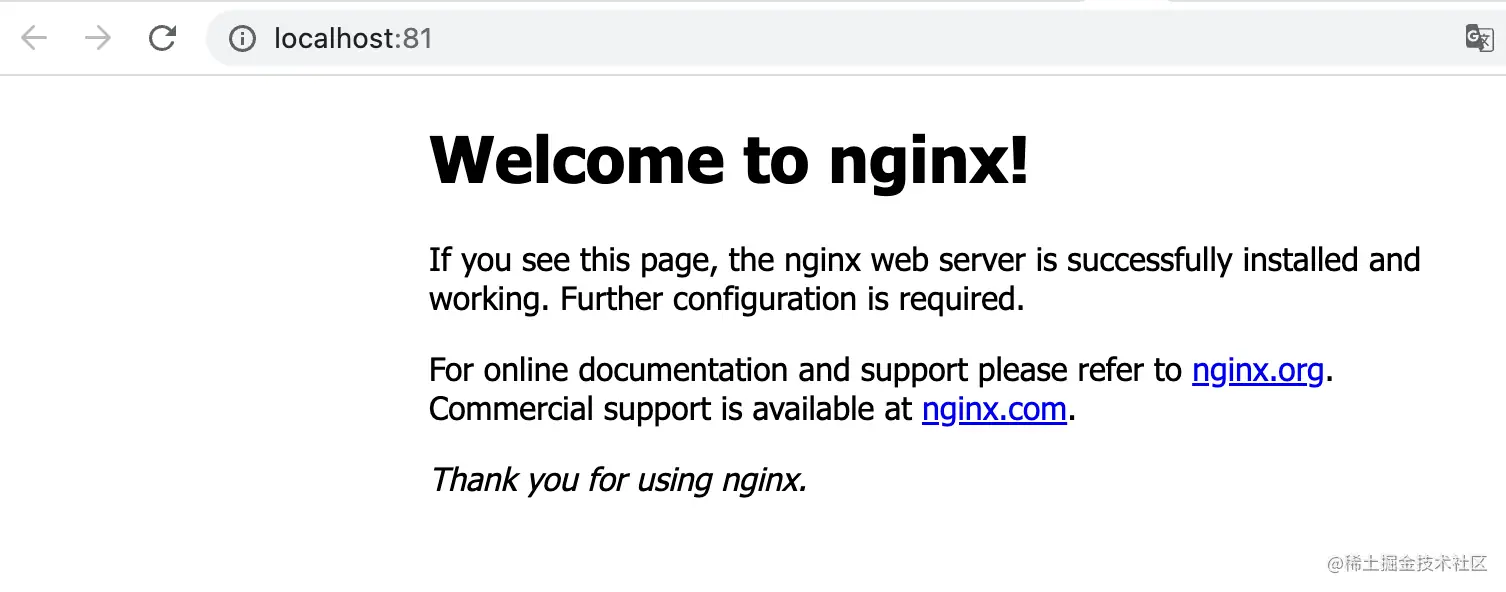 localhost:81
Welcome to nginx!
If you see this page, the nginx web server is successfully installed and
working. Further configuration is required.
For online documentation and support please refer to nginx.org.
Commercial support is available at nginx.com.
Thank you for using nginx.
@稀土掘金技术社区